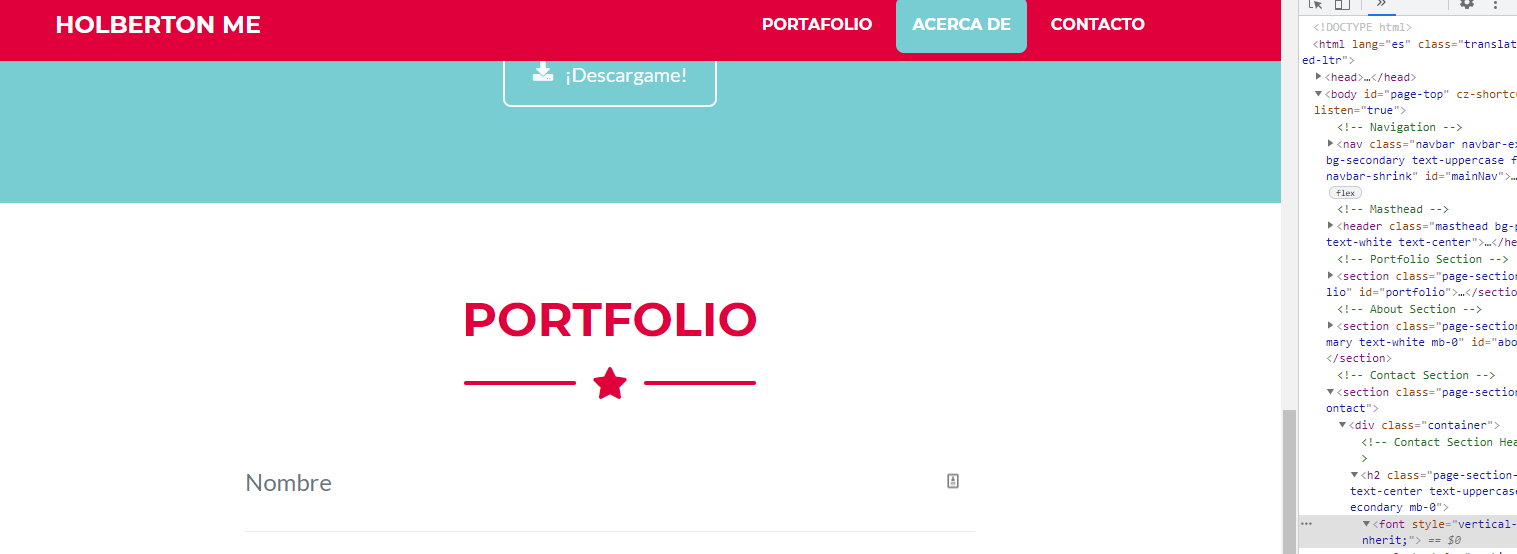 HOLBERTON ME
PORTAFOLIO
ACERCA DE
CONTACTO
¡Descargame!
PORTFOLIO
Nombre
<!DOCTYPE html>
<html lang="es" class="translat
ed-ltr">
<head>…</head>
<body id="page-top" cz-shortcu
listen="true">
<!-- Navigation -->
<nav class="navbar navbar-ex
bg-secondary text-uppercase f
navbar-shrink" id="mainNav">…
flex
<!-- Masthead -->
<header class="masthead bg-p
text-white text-center">…</he
<!-- Portfolio Section -->
<section class="page-section
lio" id="portfolio">…</sectio
<!-- About Section -->
<section class="page-section
mary text-white mb-0" id="abo
</section>
<!-- Contact Section -->
<section class="page-section
ontact">
<div class="container">
<!-- Contact Section Hea
>
<h2 class="page-section-
text-center text-uppercase
econdary mb-0">
<font style="vertical-
nherit;"> == $0